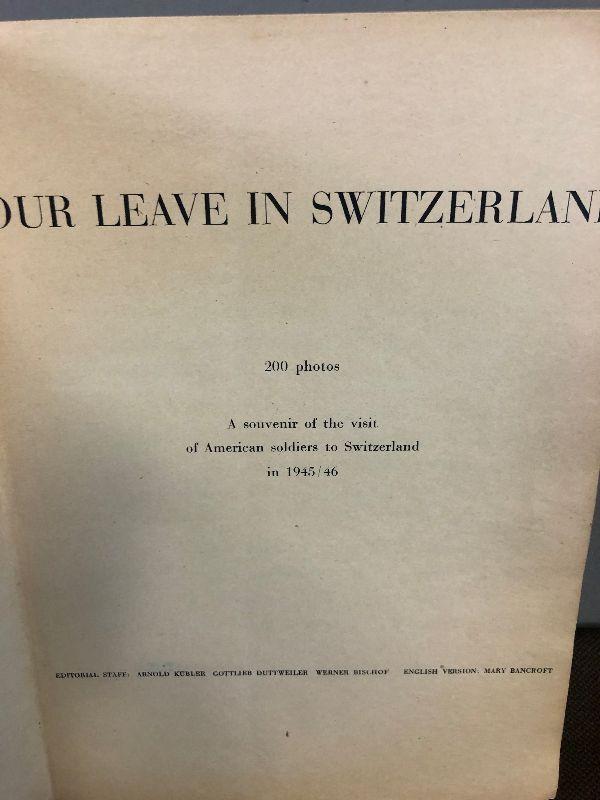 OUR LEAVE IN SWITZERLAND
200 photos
A souvenir of the visit
of American soldiers to Switzerland
in 1945/46
EDITORIAL STAFF: ARNOLD KÜBLER GOTTLIEB DUTTWEILER WERNER BISCHOF ENGLISH VERSION: MARY BANCROFT